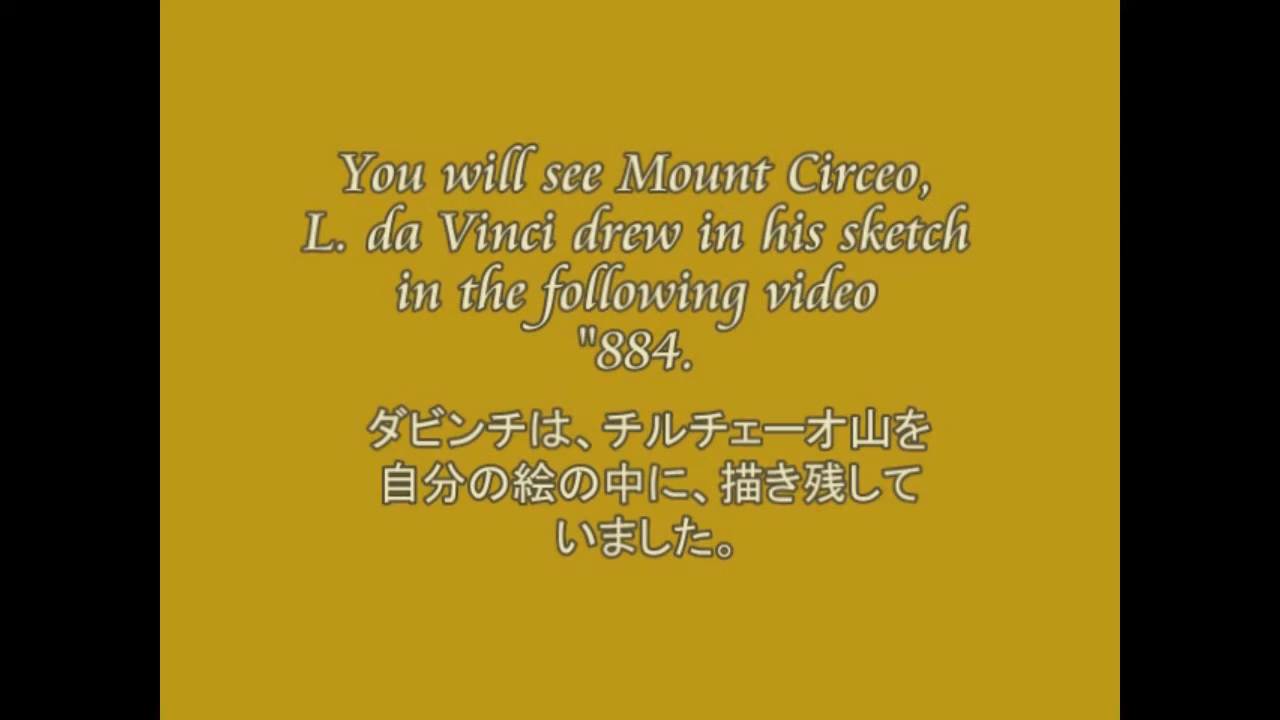 You will see Mount Circeo,
L. da Vinci drew in his sketch
in the following video
"884.
ダビンチは、チルチェーオ山を
自分の絵の中に、描き残して
いました。